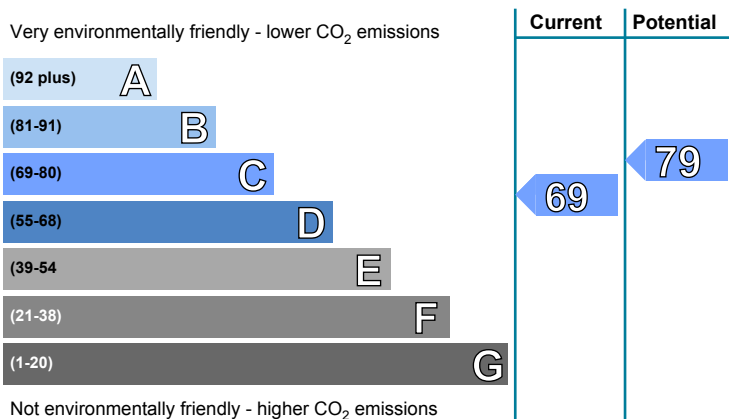 Very environmentally friendly - lower CO₂ emissions
Current
Potential
(92 plus) A
(81-91) B
(69-80) C
79
69
(55-68) D
(39-54 E
(21-38) F
(1-20) G
Not environmentally friendly - higher CO₂ emissions